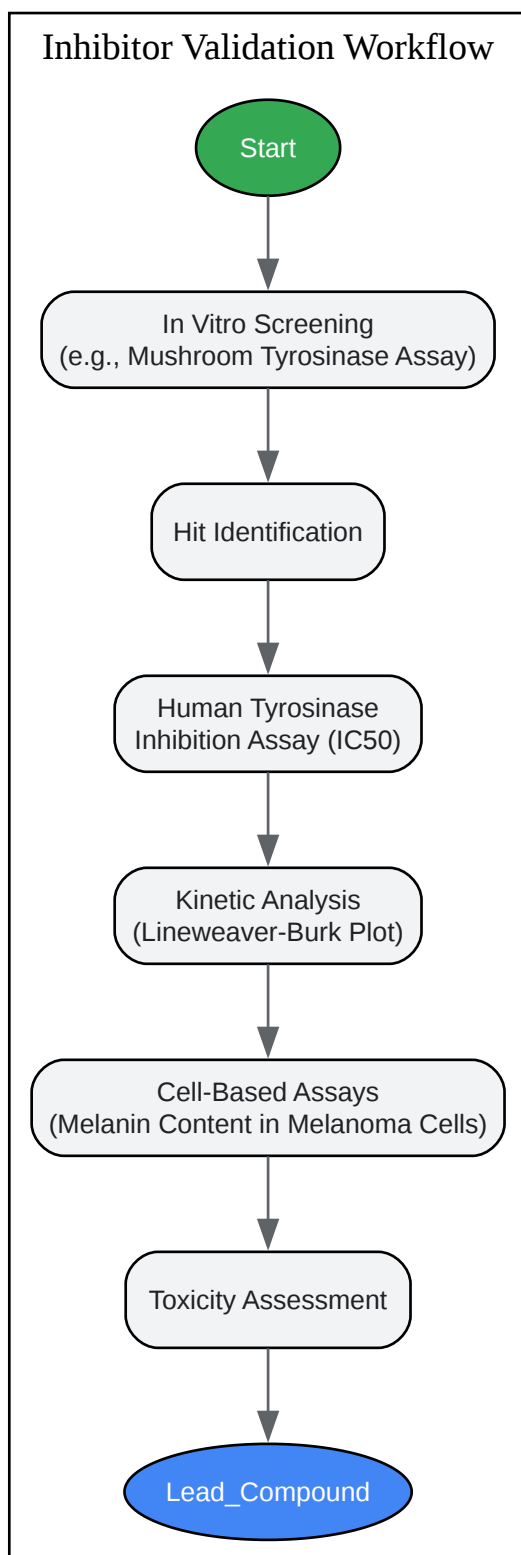 Inhibitor Validation Workflow
Start
In Vitro Screening
(e.g., Mushroom Tyrosinase Assay)
Hit Identification
Human Tyrosinase
Inhibition Assay (IC50)
Kinetic Analysis
(Lineweaver-Burk Plot)
Cell-Based Assays
(Melanin Content in Melanoma Cells)
Toxicity Assessment
Lead_Compound